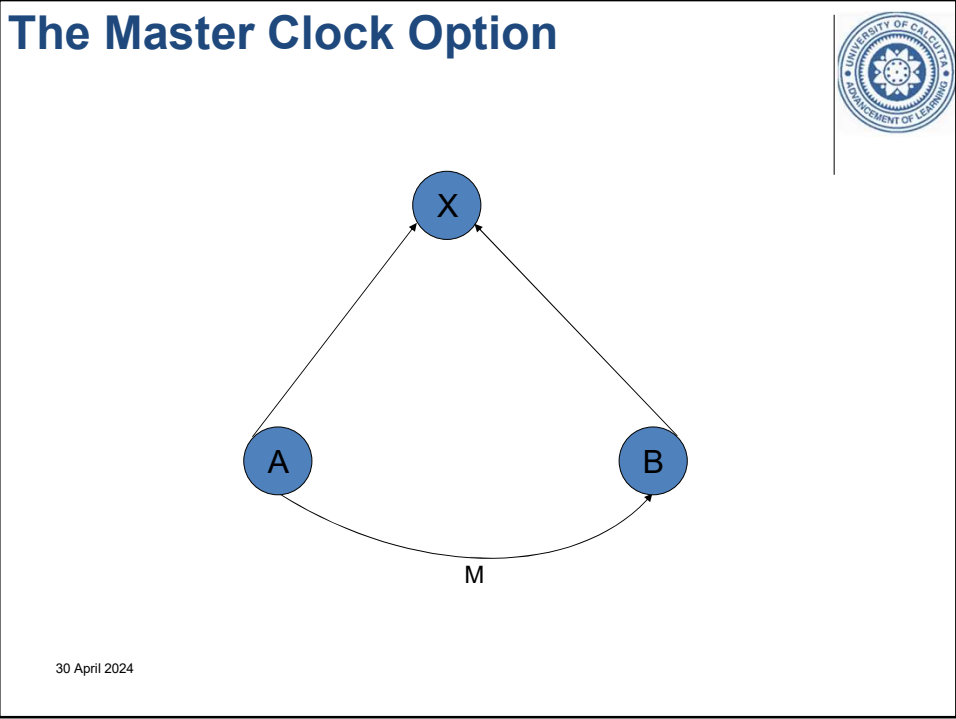 The Master Clock Option
UNIVERSITY OF CALCUTTA
ADVANCEMENT OF LEARNING
X
A
B
M
30 April 2024